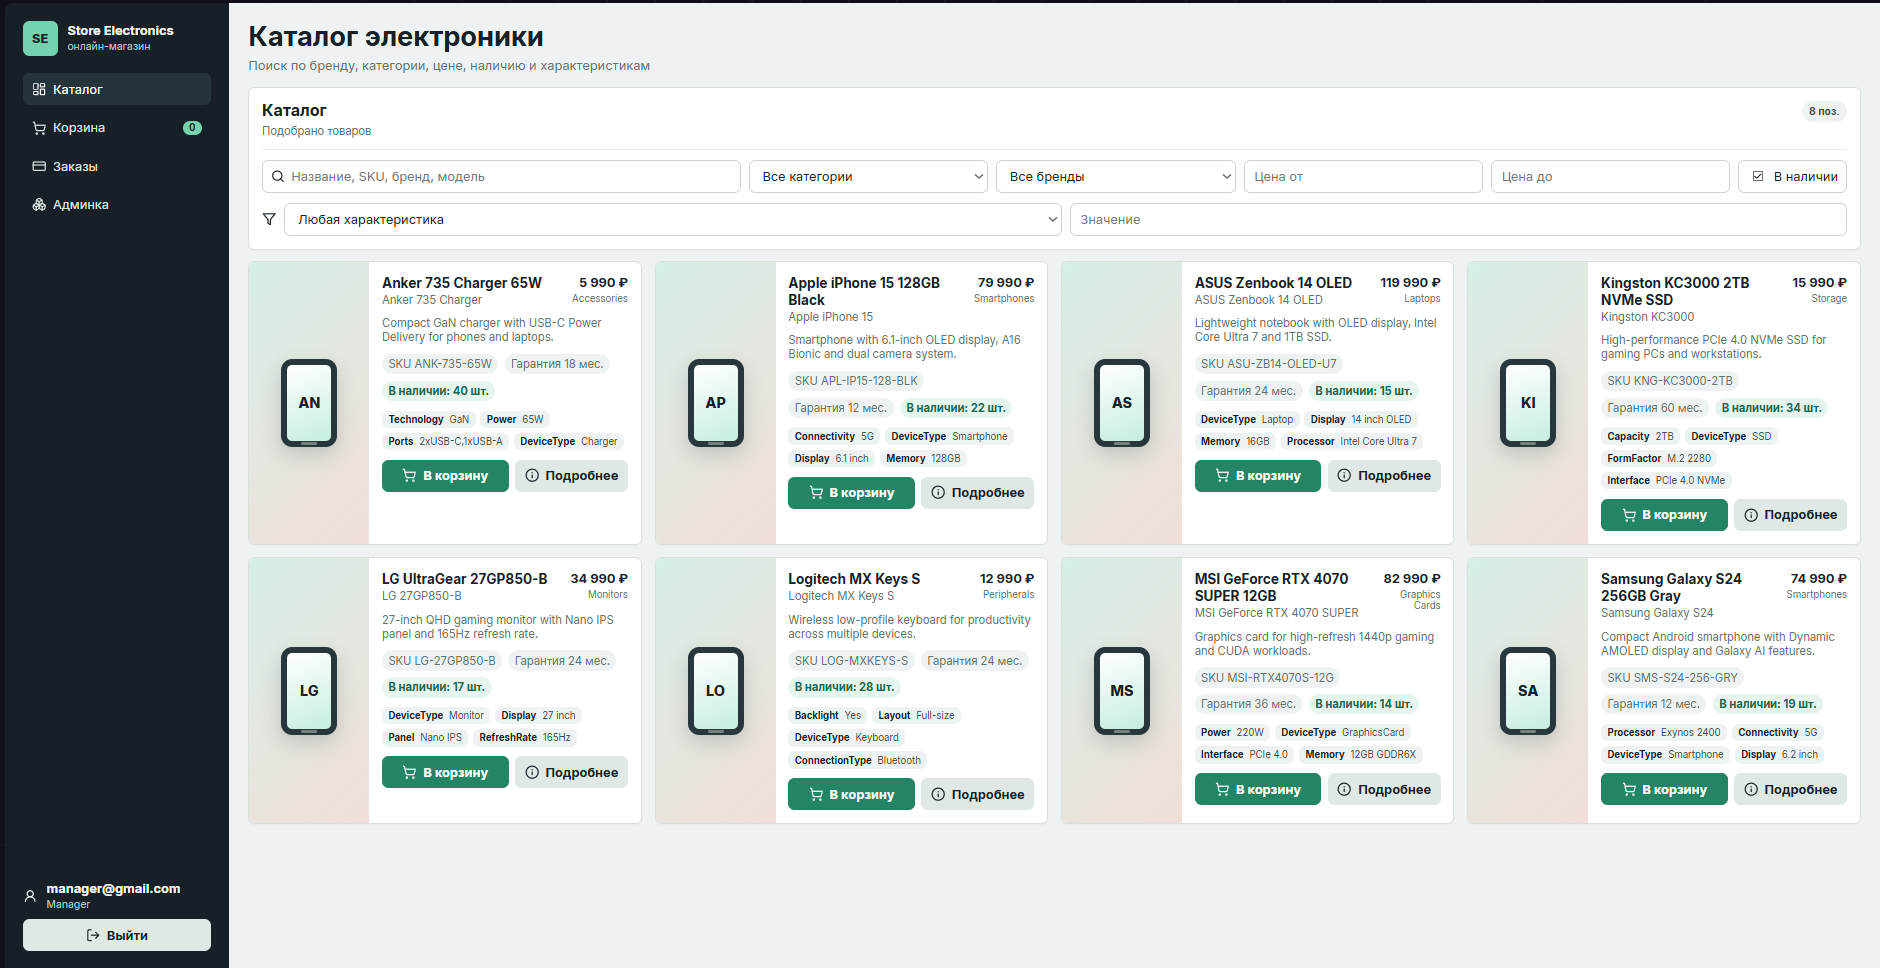 SE
Store Electronics
онлайн-магазин
Каталог
Корзина 0
Заказы
Админка
manager@gmail.com
Manager
Выйти
Каталог электроники
Поиск по бренду, категории, цене, наличию и характеристикам
Каталог
8 поз.
Подобрано товаров
Название, SKU, бренд, модель
Все категории
Все бренды
Цена от
Цена до
В наличии
Любая характеристика
Значение
AN
Anker 735 Charger 65W
5 990 ₽
Anker 735 Charger
Accessories
Compact GaN charger with USB-C Power
Delivery for phones and laptops.
SKU ANK-735-65W Гарантия 18 мес.
В наличии: 40 шт.
Technology GaN Power 65W
Ports 2xUSB-C,1xUSB-A DeviceType Charger
В корзину Подробнее
AP
Apple iPhone 15 128GB
Black
79 990 ₽
Smartphones
Apple iPhone 15
Smartphone with 6.1-inch OLED display, A16
Bionic and dual camera system.
SKU APL-IP15-128-BLK
Гарантия 12 мес. В наличии: 22 шт.
Connectivity 5G DeviceType Smartphone
Display 6.1 inch Memory 128GB
В корзину Подробнее
AS
ASUS Zenbook 14 OLED
119 990 ₽
ASUS Zenbook 14 OLED
Laptops
Lightweight notebook with OLED display, Intel
Core Ultra 7 and 1TB SSD.
SKU ASU-ZB14-OLED-U7
Гарантия 24 мес. В наличии: 15 шт.
DeviceType Laptop Display 14 inch OLED
Memory 16GB Processor Intel Core Ultra 7
В корзину Подробнее
KI
Kingston KC3000 2TB
NVMe SSD
15 990 ₽
Storage
Kingston KC3000
High-performance PCIe 4.0 NVMe SSD for
gaming PCs and workstations.
SKU KNG-KC3000-2TB
Гарантия 60 мес. В наличии: 34 шт.
Capacity 2TB DeviceType SSD
FormFactor M.2 2280
Interface PCIe 4.0 NVMe
В корзину Подробнее
LG
LG UltraGear 27GP850-B
34 990 ₽
LG 27GP850-B
Monitors
27-inch QHD gaming monitor with Nano IPS
panel and 165Hz refresh rate.
SKU LG-27GP850-B Гарантия 24 мес.
В наличии: 17 шт.
DeviceType Monitor Display 27 inch
Panel Nano IPS RefreshRate 165Hz
В корзину Подробнее
LO
Logitech MX Keys S
12 990 ₽
Logitech MX Keys S
Peripherals
Wireless low-profile keyboard for productivity
across multiple devices.
SKU LOG-MXKEYS-S Гарантия 24 мес.
В наличии: 28 шт.
Backlight Yes Layout Full-size
DeviceType Keyboard
ConnectionType Bluetooth
В корзину Подробнее
MS
MSI GeForce RTX 4070
SUPER 12GB
82 990 ₽
Graphics
Cards
MSI GeForce RTX 4070 SUPER
Graphics card for high-refresh 1440p gaming
and CUDA workloads.
SKU MSI-RTX4070S-12G
Гарантия 36 мес. В наличии: 14 шт.
Power 220W DeviceType GraphicsCard
Interface PCIe 4.0 Memory 12GB GDDR6X
В корзину Подробнее
SA
Samsung Galaxy S24
256GB Gray
74 990 ₽
Smartphones
Samsung Galaxy S24
Compact Android smartphone with Dynamic
AMOLED display and Galaxy AI features.
SKU SMS-S24-256-GRY
Гарантия 12 мес. В наличии: 19 шт.
Processor Exynos 2400 Connectivity 5G
DeviceType Smartphone Display 6.2 inch
В корзину Подробнее